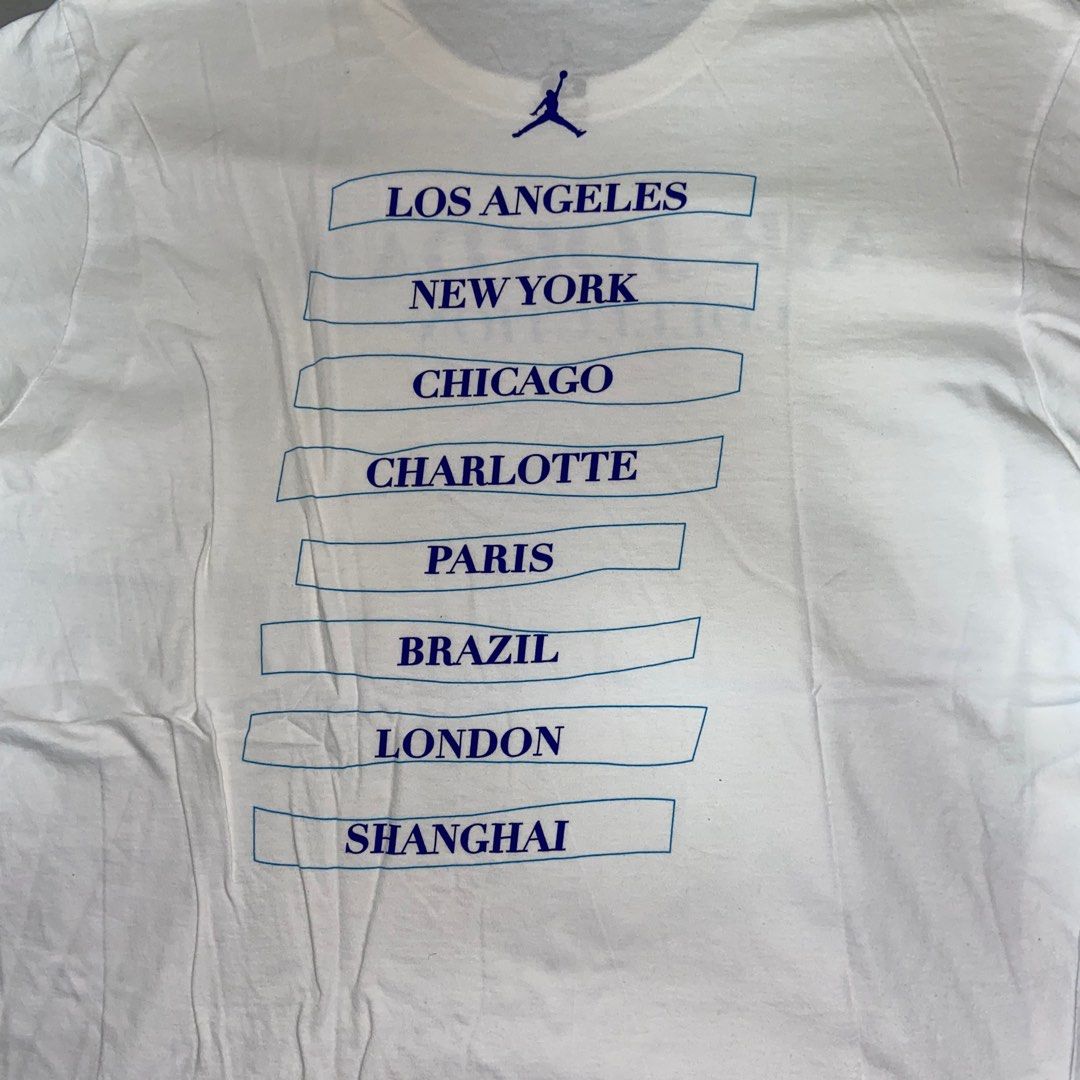 LOS ANGELES
NEW YORK
CHICAGO
CHARLOTTE
PARIS
BRAZIL
LONDON
SHANGHAI